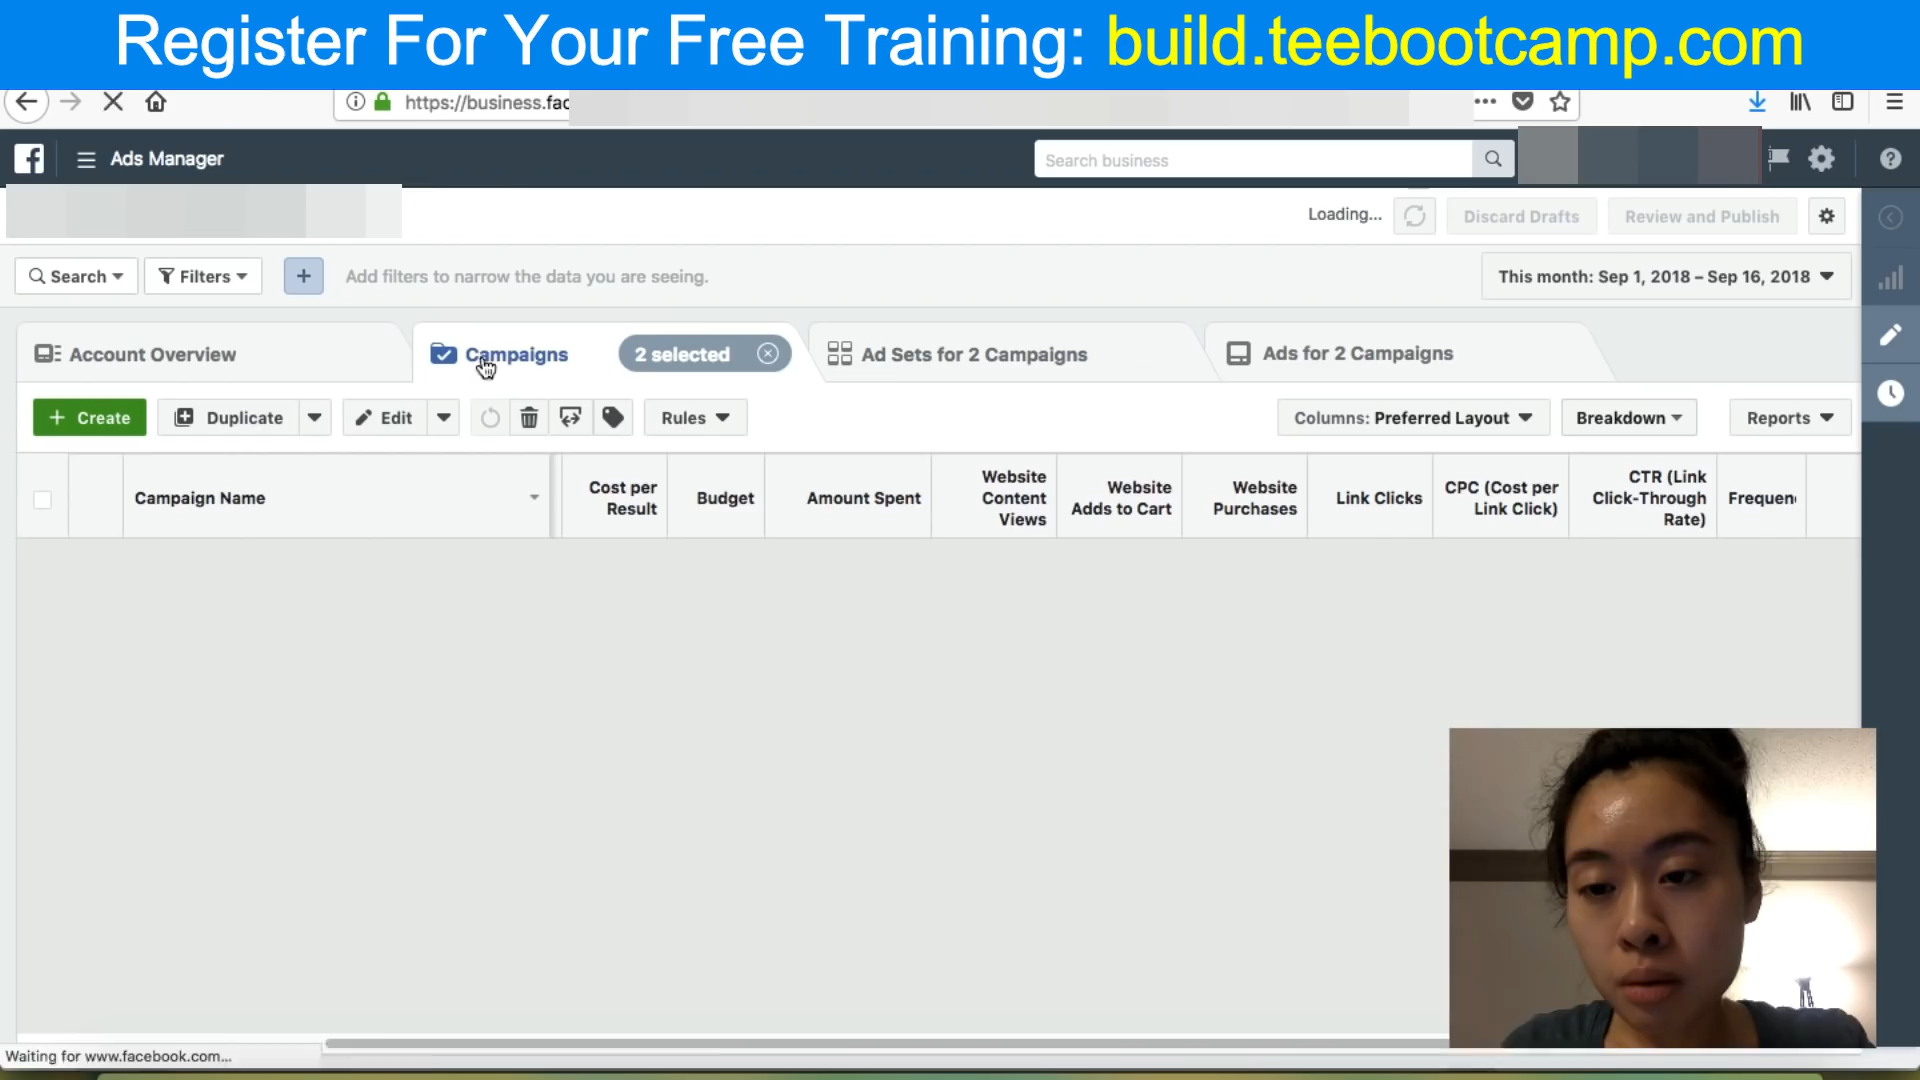 Register For Your Free Training: build.teebootcamp.com
https://business.fac
Ads Manager
Search business
Loading...
Discard Drafts
Review and Publish
Search
Filters
Add filters to narrow the data you are seeing.
This month: Sep 1, 2018 – Sep 16, 2018
Account Overview
Campaigns
2 selected
Ad Sets for 2 Campaigns
Ads for 2 Campaigns
+ Create
Duplicate
Edit
Rules
Columns: Preferred Layout
Breakdown
Reports
Campaign Name
Cost per
Result
Budget
Amount Spent
Website
Content
Views
Website
Adds to Cart
Website
Purchases
Link Clicks
CPC (Cost per
Link Click)
CTR (Link
Click-Through
Rate)
Frequen
Waiting for www.facebook.com...